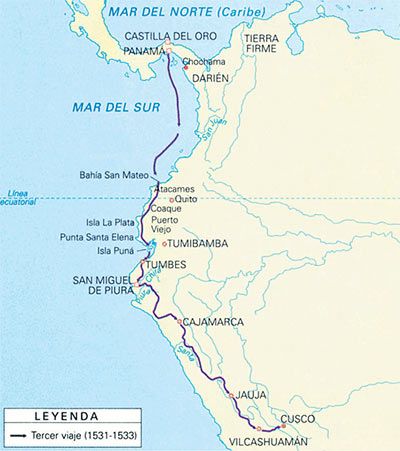 MAR DEL NORTE (Caribe)
CASTILLA DEL ORO
PANAMÁ
TIERRA
FIRME
Chochama
DARIÉN
MAR DEL SUR
San Juan
Bahía San Mateo
Línea
ecuatorial
Atacames
Quito
Coaque
Puerto
Viejo
Isla La Plata
Punta Santa Elena
Isla Puná
TUMIBAMBA
TUMBES
Chira
SAN MIGUEL
DE PIURA
Piura
CAJAMARCA
Santa
JAUJA
CUSCO
VILCASHUAMÁN
LEYENDA
Tercer viaje (1531-1533)